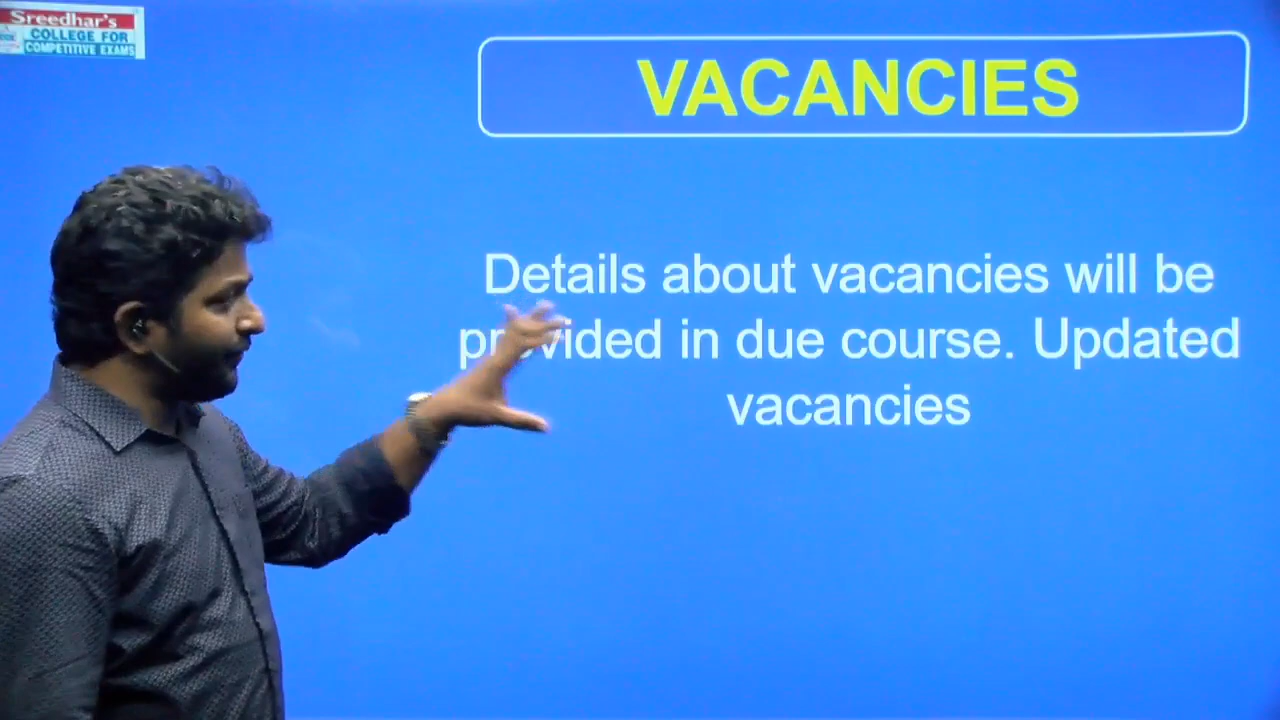 Sreedhar's
COLLEGE FOR
COMPETITIVE EXAMS
VACANCIES
Details about vacancies will be
provided in due course. Updated
vacancies